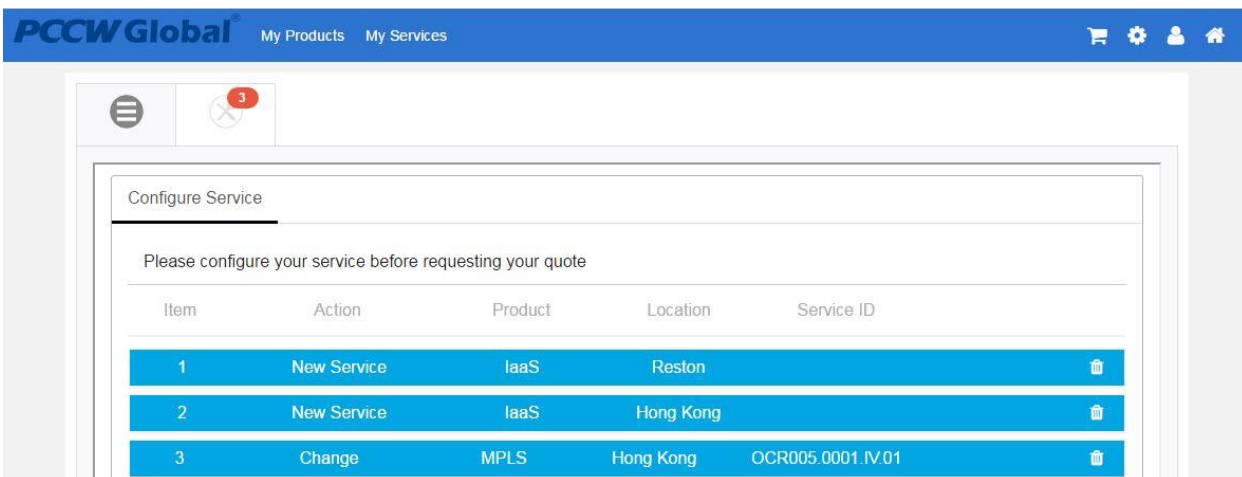 PCCW Global® My Products My Services
3
Configure Service
Please configure your service before requesting your quote
Item Action Product Location Service ID
1 New Service IaaS Reston
2 New Service IaaS Hong Kong
3 Change MPLS Hong Kong OCR005.0001.IV.01